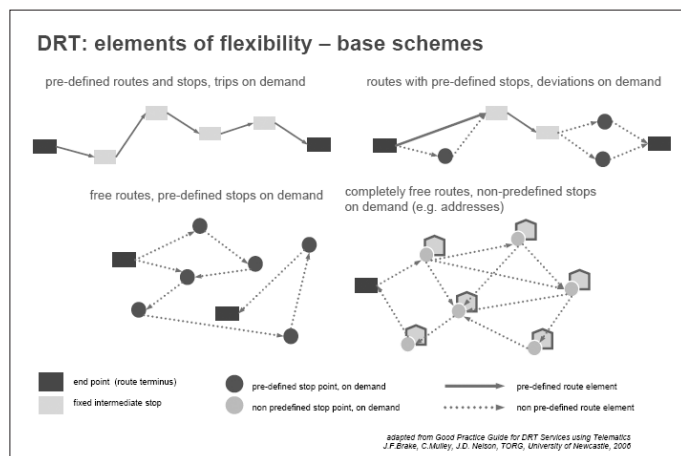 DRT: elements of flexibility – base schemes
pre-defined routes and stops, trips on demand
routes with pre-defined stops, deviations on demand
free routes, pre-defined stops on demand
completely free routes, non-predefined stops
on demand (e.g. addresses)
end point (route terminus)
fixed intermediate stop
pre-defined stop point, on demand
non predefined stop point, on demand
pre-defined route element
non pre-defined route element
adapted from Good Practice Guide for DRT Services using Telematics
J.F.Brake, C.Mulley, J.D. Nelson, TORG, University of Newcastle, 2006